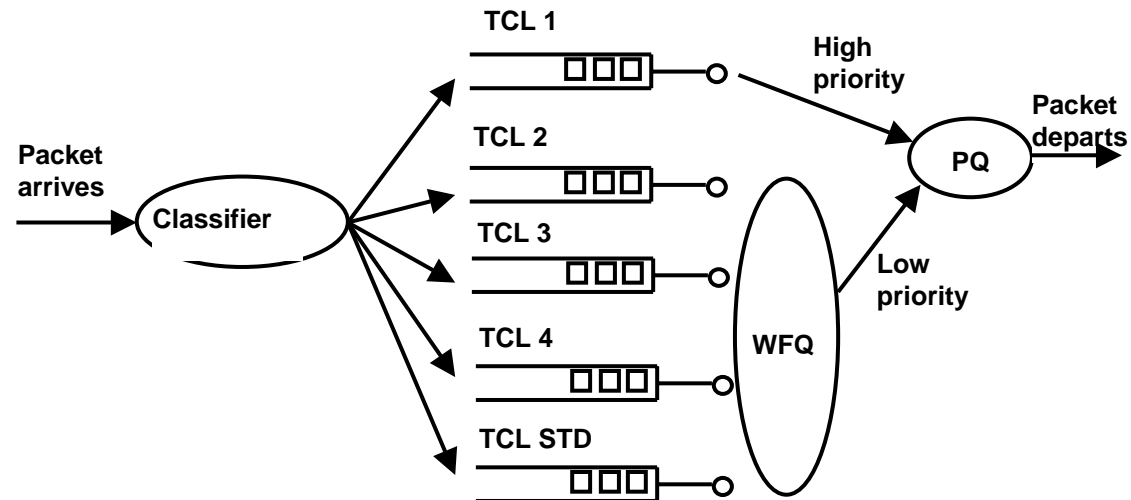 TCL 1
High
priority
Packet
departs
TCL 2
Packet
arrives
PQ
Classifier
TCL 3
Low
priority
TCL 4
WFQ
TCL STD